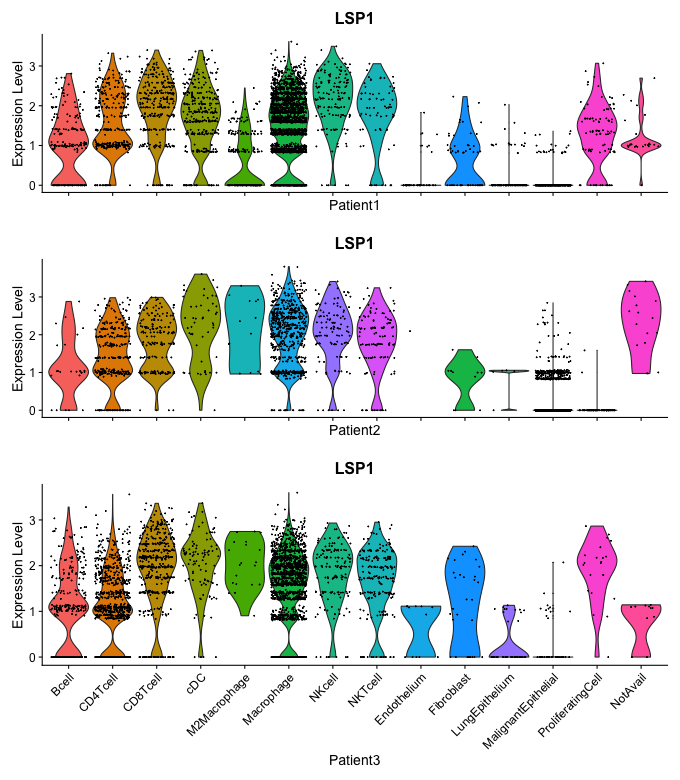 LSP1
Expression Level
3
2
1
0
Patient1
LSP1
Expression Level
3
2
1
0
Patient2
LSP1
Expression Level
3
2
1
0
Bcell
CD4Tcell
CD8Tcell
cDC
M2Macrophage
Macrophage
NKcell
NKTcell
Endothelium
Fibroblast
LungEpithelium
MalignantEpithelial
ProliferatingCell
NotAvail
Patient3